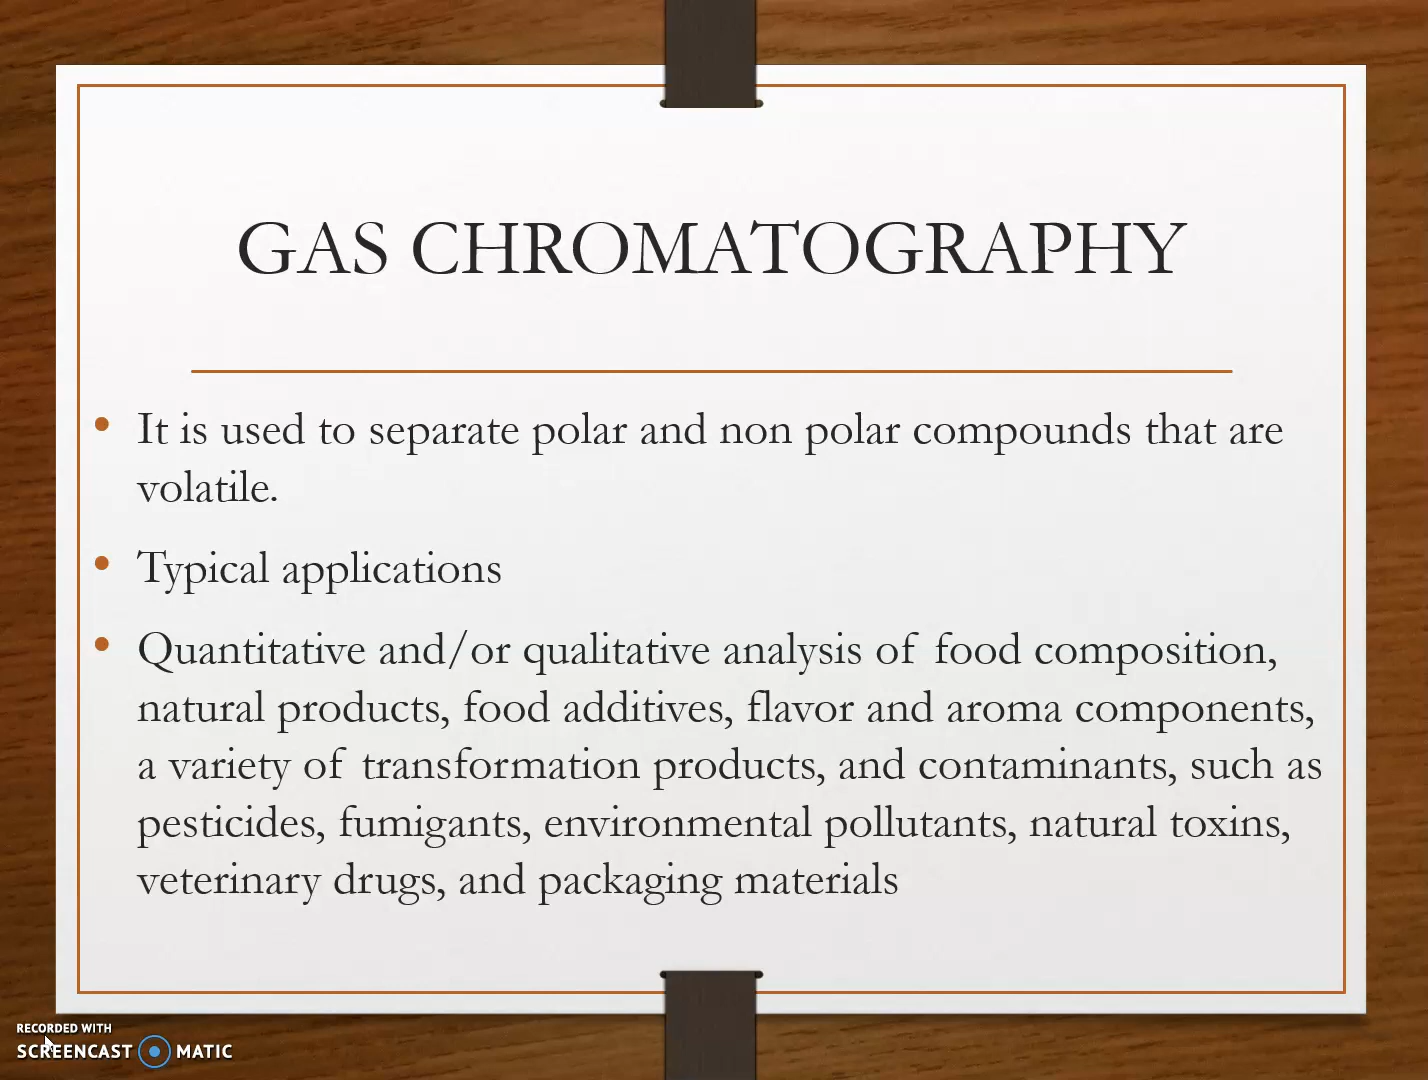 GAS CHROMATOGRAPHY
• It is used to separate polar and non polar compounds that are
volatile.
• Typical applications
• Quantitative and/or qualitative analysis of food composition,
natural products, food additives, flavor and aroma components,
a variety of transformation products, and contaminants, such as
pesticides, fumigants, environmental pollutants, natural toxins,
veterinary drugs, and packaging materials
RECORDED WITH
SCREENCAST MATIC